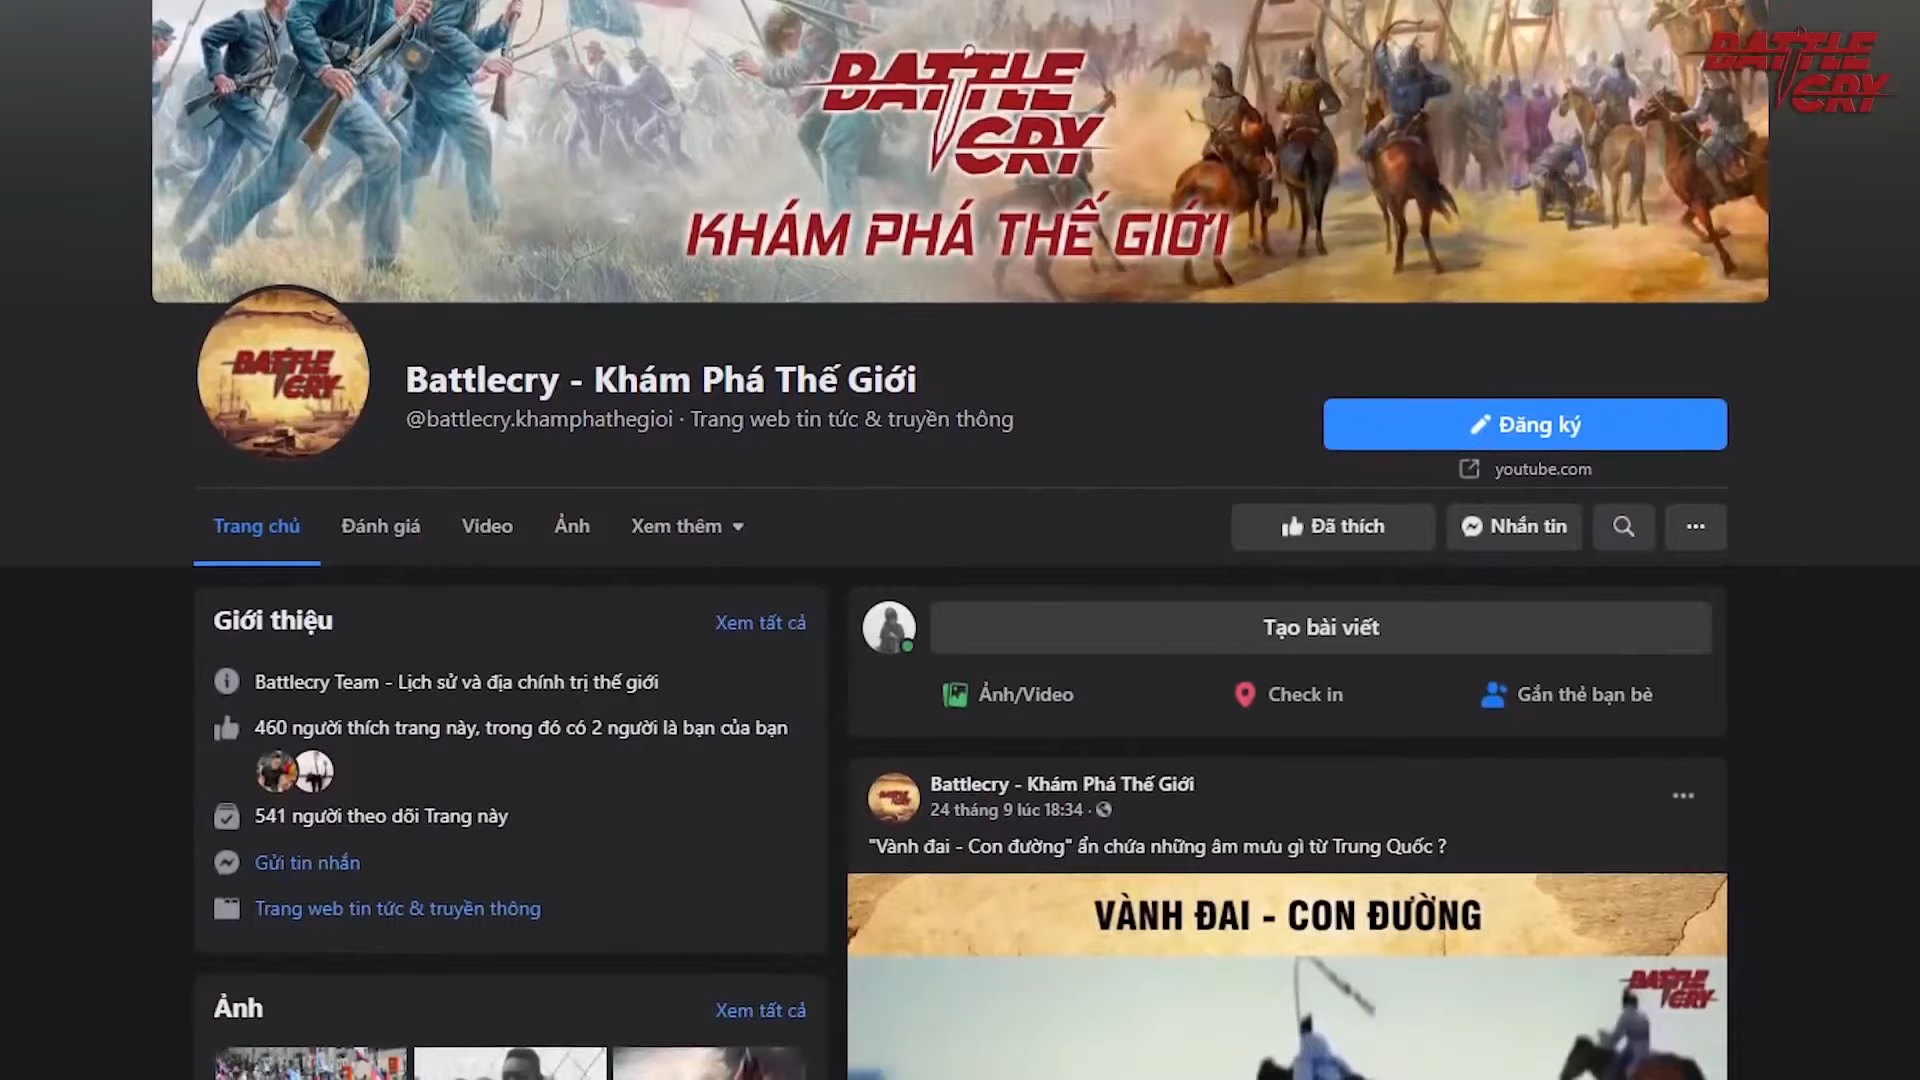 BATTLE
CRY
KHÁM PHÁ THẾ GIỚI
BATTLE
CRY
BATTLE
CRY
Battlecry - Khám Phá Thế Giới
@battlecry.khamphathegioi · Trang web tin tức & truyền thông
Đăng ký
youtube.com
Trang chủ
Đánh giá
Video
Ảnh
Xem thêm
Đã thích
Nhắn tin
Giới thiệu
Xem tất cả
Battlecry Team - Lịch sử và địa chính trị thế giới
460 người thích trang này, trong đó có 2 người là bạn của bạn
541 người theo dõi Trang này
Gửi tin nhắn
Trang web tin tức & truyền thông
Ảnh
Xem tất cả
Tạo bài viết
Ảnh/Video
Check in
Gắn thẻ bạn bè
Battlecry - Khám Phá Thế Giới
24 tháng 9 lúc 18:34 ·
"Vành đai - Con đường" ẩn chứa những âm mưu gì từ Trung Quốc ?
VÀNH ĐAI - CON ĐƯỜNG
BATTLE
CRY